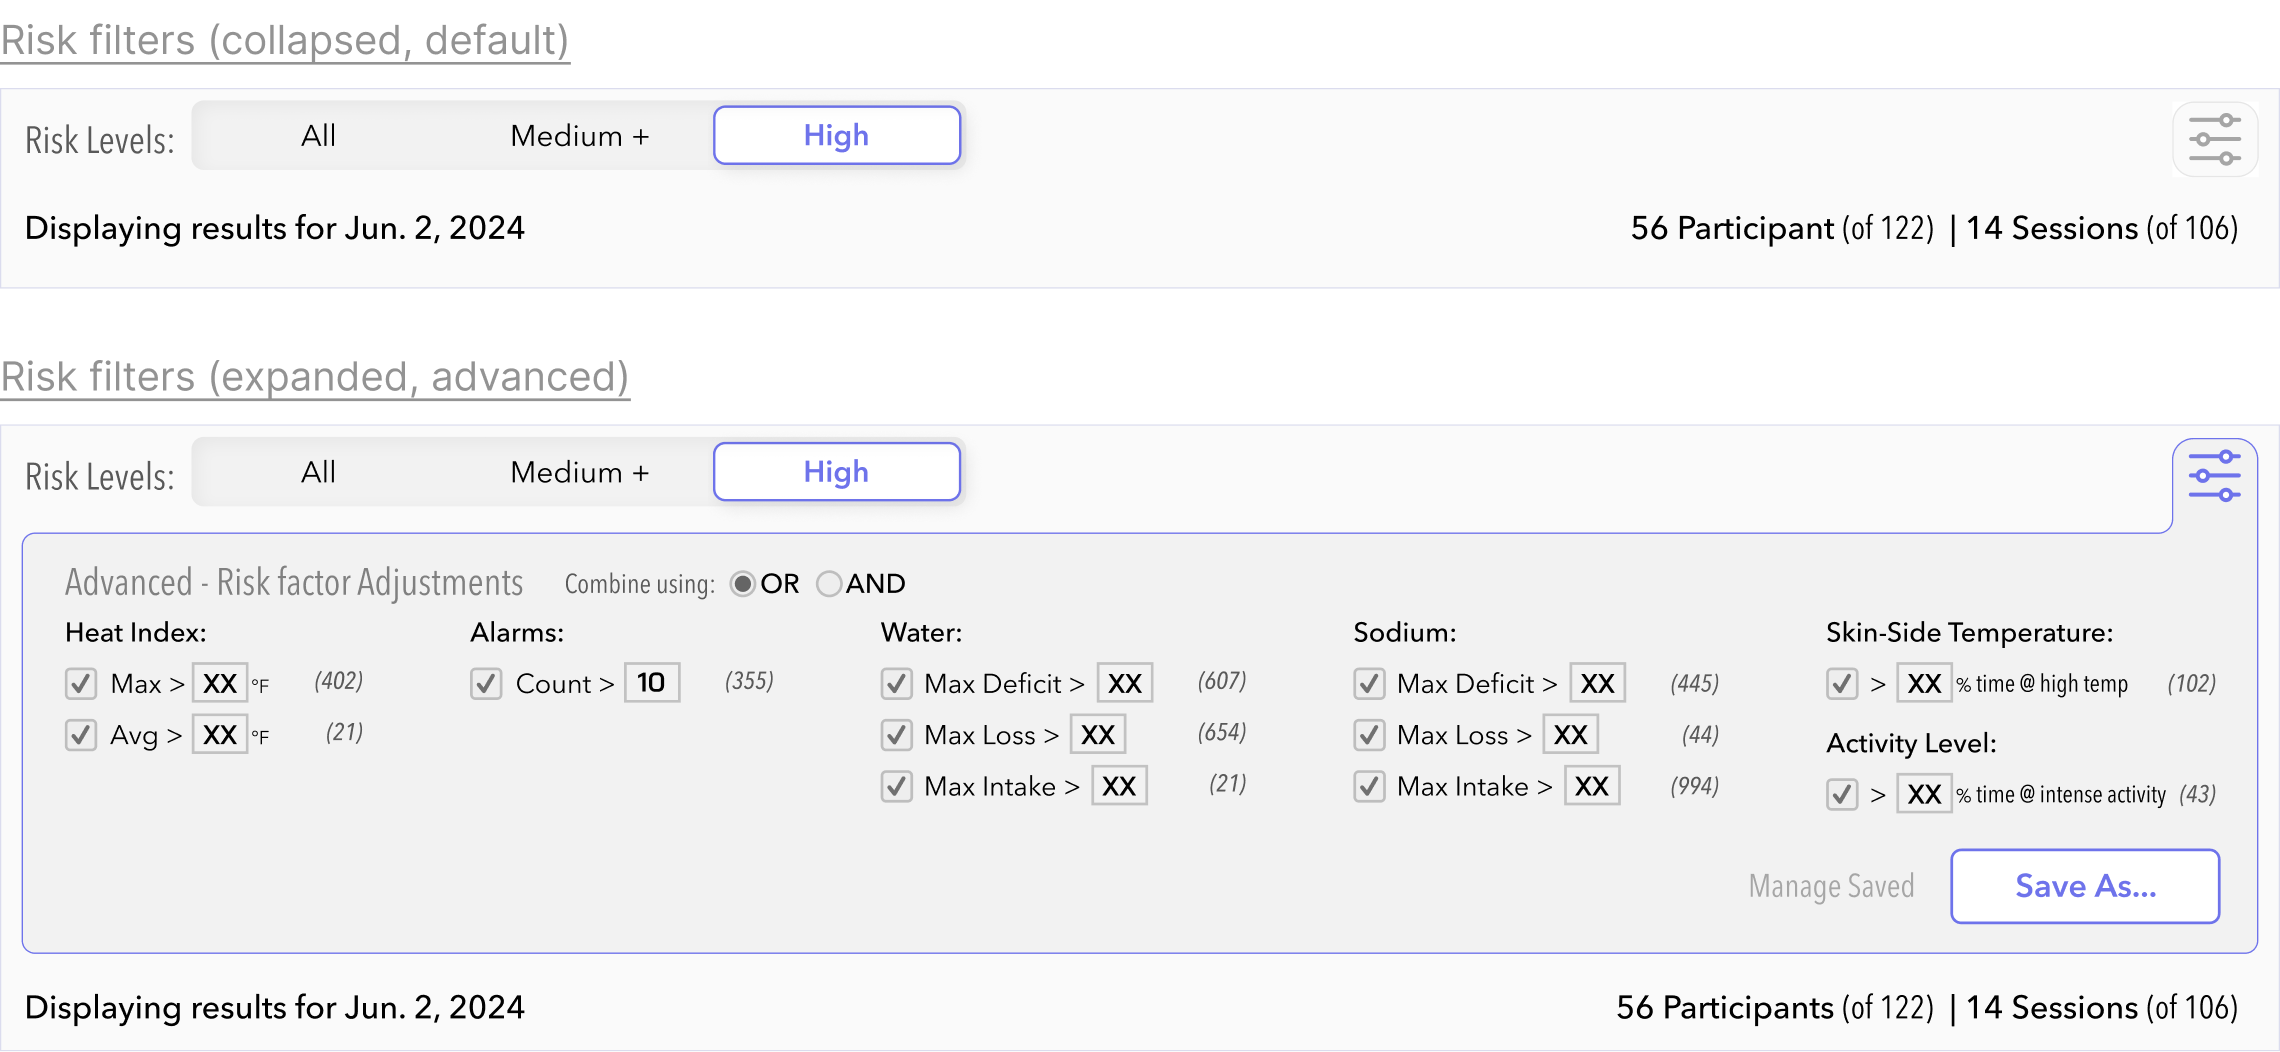 Risk filters (collapsed, default)
Risk Levels: All Medium + High
Displaying results for Jun. 2, 2024 56 Participant (of 122) | 14 Sessions (of 106)
Risk filters (expanded, advanced)
Risk Levels: All Medium + High
Advanced - Risk factor Adjustments Combine using: OR AND
Heat Index: Alarms: Water: Sodium: Skin-Side Temperature:
Max > XX °F (402) Count > 10 (355) Max Deficit > XX (607) Max Deficit > XX (445) > XX % time @ high temp (102)
Avg > XX °F (21) Max Loss > XX (654) Max Loss > XX (44) Activity Level:
Max Intake > XX (21) Max Intake > XX (994) > XX % time @ intense activity (43)
Manage Saved Save As...
Displaying results for Jun. 2, 2024 56 Participants (of 122) | 14 Sessions (of 106)